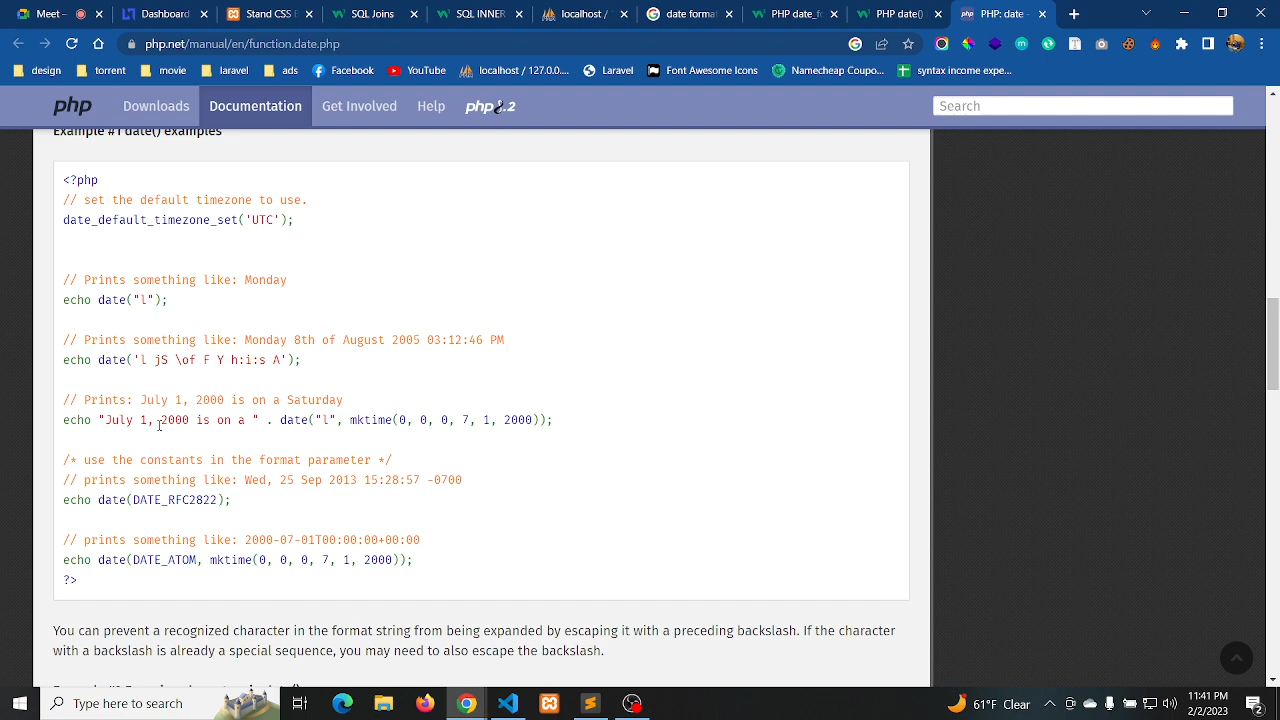 Meet -
Dashboard
Stand CSS B
SQL Joins
SQL INNER
localhost /
date format
PHP date_fo
PHP date()
PHP: date -
php.net/manual/en/function.date.php
design
torent
laravel
ads
Facebook
YouTube
localhost / 127.0.0...
Laravel
Font Awesome Icons
Namecheap Coupo...
syntax income expe...
php
Downloads
Documentation
Get Involved
Help
php8.2
Search
Example #1 date() examples
<?php
// set the default timezone to use.
date_default_timezone_set('UTC');
// Prints something like: Monday
echo date("l");
// Prints something like: Monday 8th of August 2005 03:12:46 PM
echo date('l jS \of F Y h:i:s A');
// Prints: July 1, 2000 is on a Saturday
echo "July 1, 2000 is on a " . date("l", mktime(0, 0, 0, 7, 1, 2000));
/* use the constants in the format parameter */
// prints something like: Wed, 25 Sep 2013 15:28:57 -0700
echo date(DATE_RFC2822);
// prints something like: 2000-07-01T00:00:00+00:00
echo date(DATE_ATOM, mktime(0, 0, 0, 7, 1, 2000));
?>
You can prevent a recognized character in the format string from being expanded by escaping it with a preceding backslash. If the character
with a backslash is already a special sequence, you may need to also escape the backslash.
Type here to search
61°F Clear
11:41 PM
2/2/2023
2